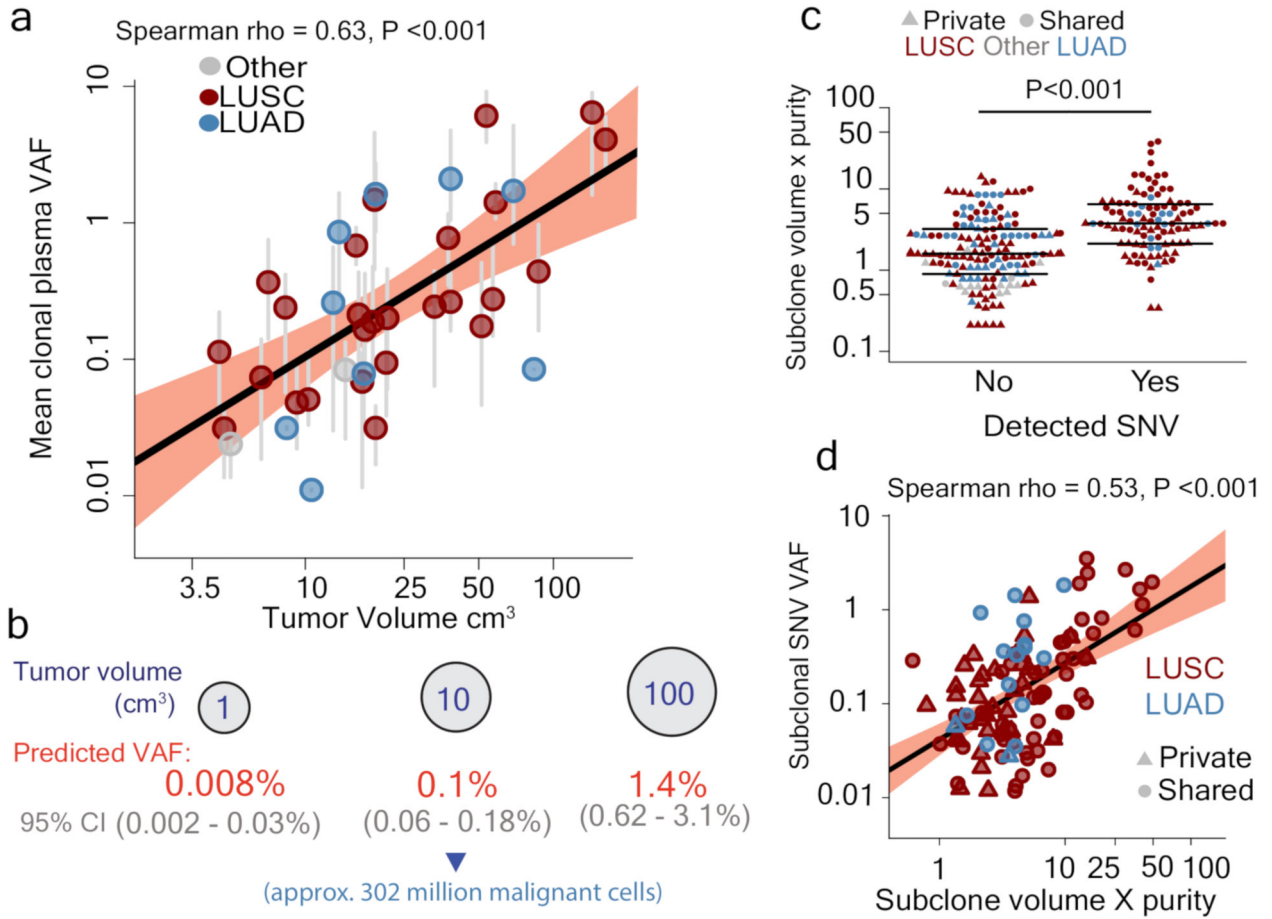 a
Spearman rho = 0.63, P <0.001
Other
LUSC
LUAD
Mean clonal plasma VAF
10
1
0.1
0.01
3.5 10 25 50 100
Tumor Volume cm³
b
Tumor volume
(cm³)
1 10 100
Predicted VAF:
0.008% 0.1% 1.4%
95% CI (0.002 - 0.03%) (0.06 - 0.18%) (0.62 - 3.1%)
(approx. 302 million malignant cells)
c
Private Shared
LUSC Other LUAD
P<0.001
Subclone volume x purity
100
50
10
5
1
0.5
0.1
No Yes
Detected SNV
d
Spearman rho = 0.53, P <0.001
Subclonal SNV VAF
10
1
0.1
0.01
LUSC
LUAD
Private
Shared
1 10 25 50 100
Subclone volume X purity